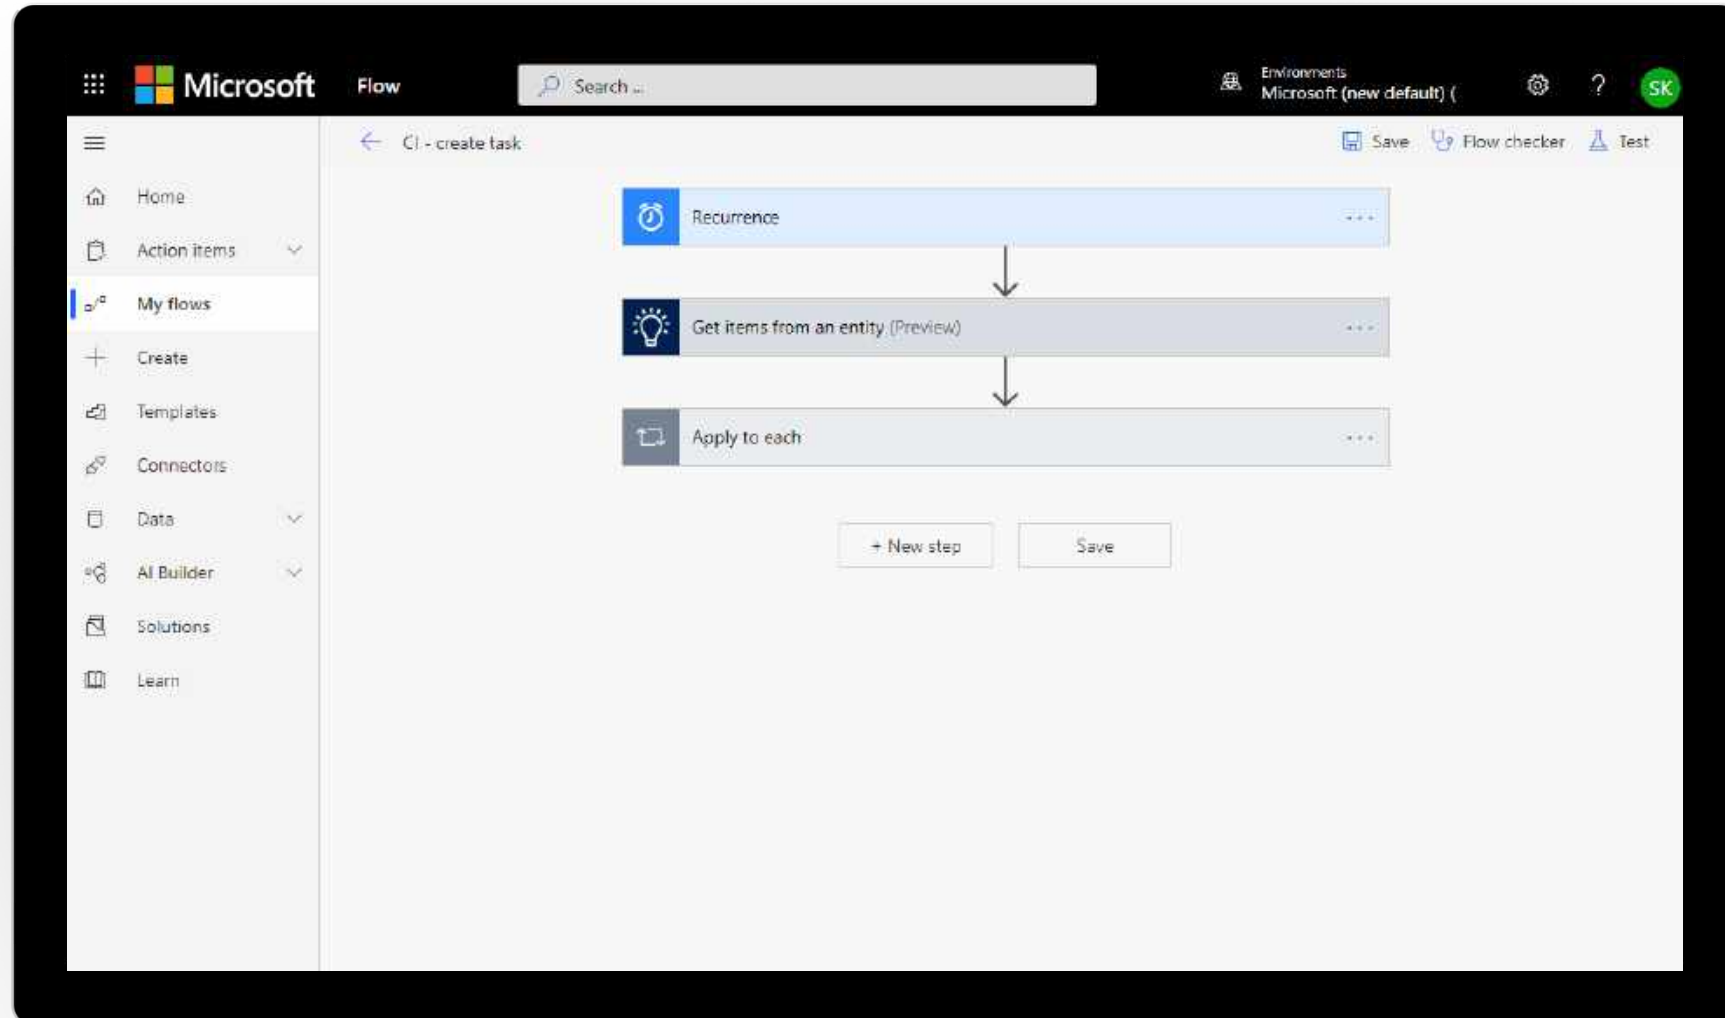 Microsoft
Flow
Search ...
Environments
Microsoft (new default) (
?
SK
CI - create task
Save
Flow checker
Test
Home
Action items
My flows
Create
Templates
Connectors
Data
AI Builder
Solutions
Learn
Recurrence
Get items from an entity (Preview)
Apply to each
+ New step
Save